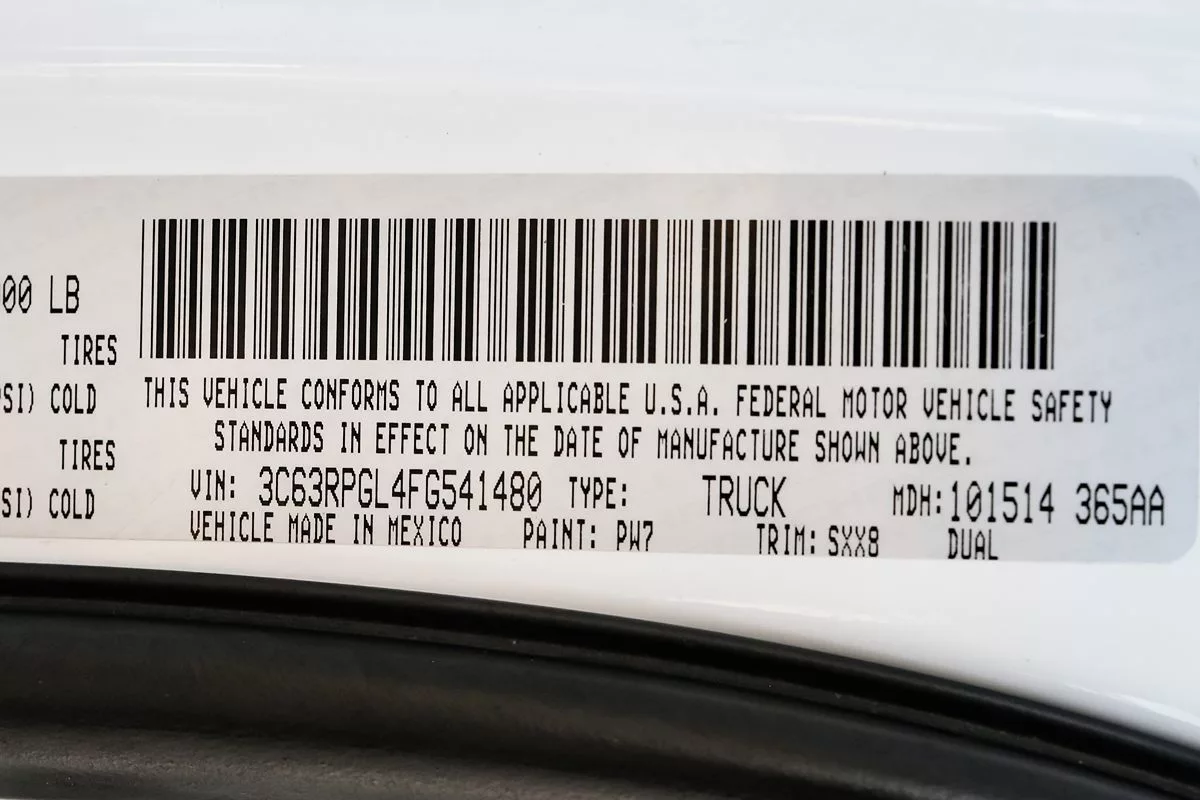 00 LB
TIRES
SI) COLD
TIRES
SI) COLD
THIS VEHICLE CONFORMS TO ALL APPLICABLE U.S.A. FEDERAL MOTOR VEHICLE SAFETY
STANDARDS IN EFFECT ON THE DATE OF MANUFACTURE SHOWN ABOVE.
VIN: 3C63RPGL4FG541480 TYPE: TRUCK MDH:101514 365AA
VEHICLE MADE IN MEXICO PAINT: PW7 TRIM: SXX8 DUAL